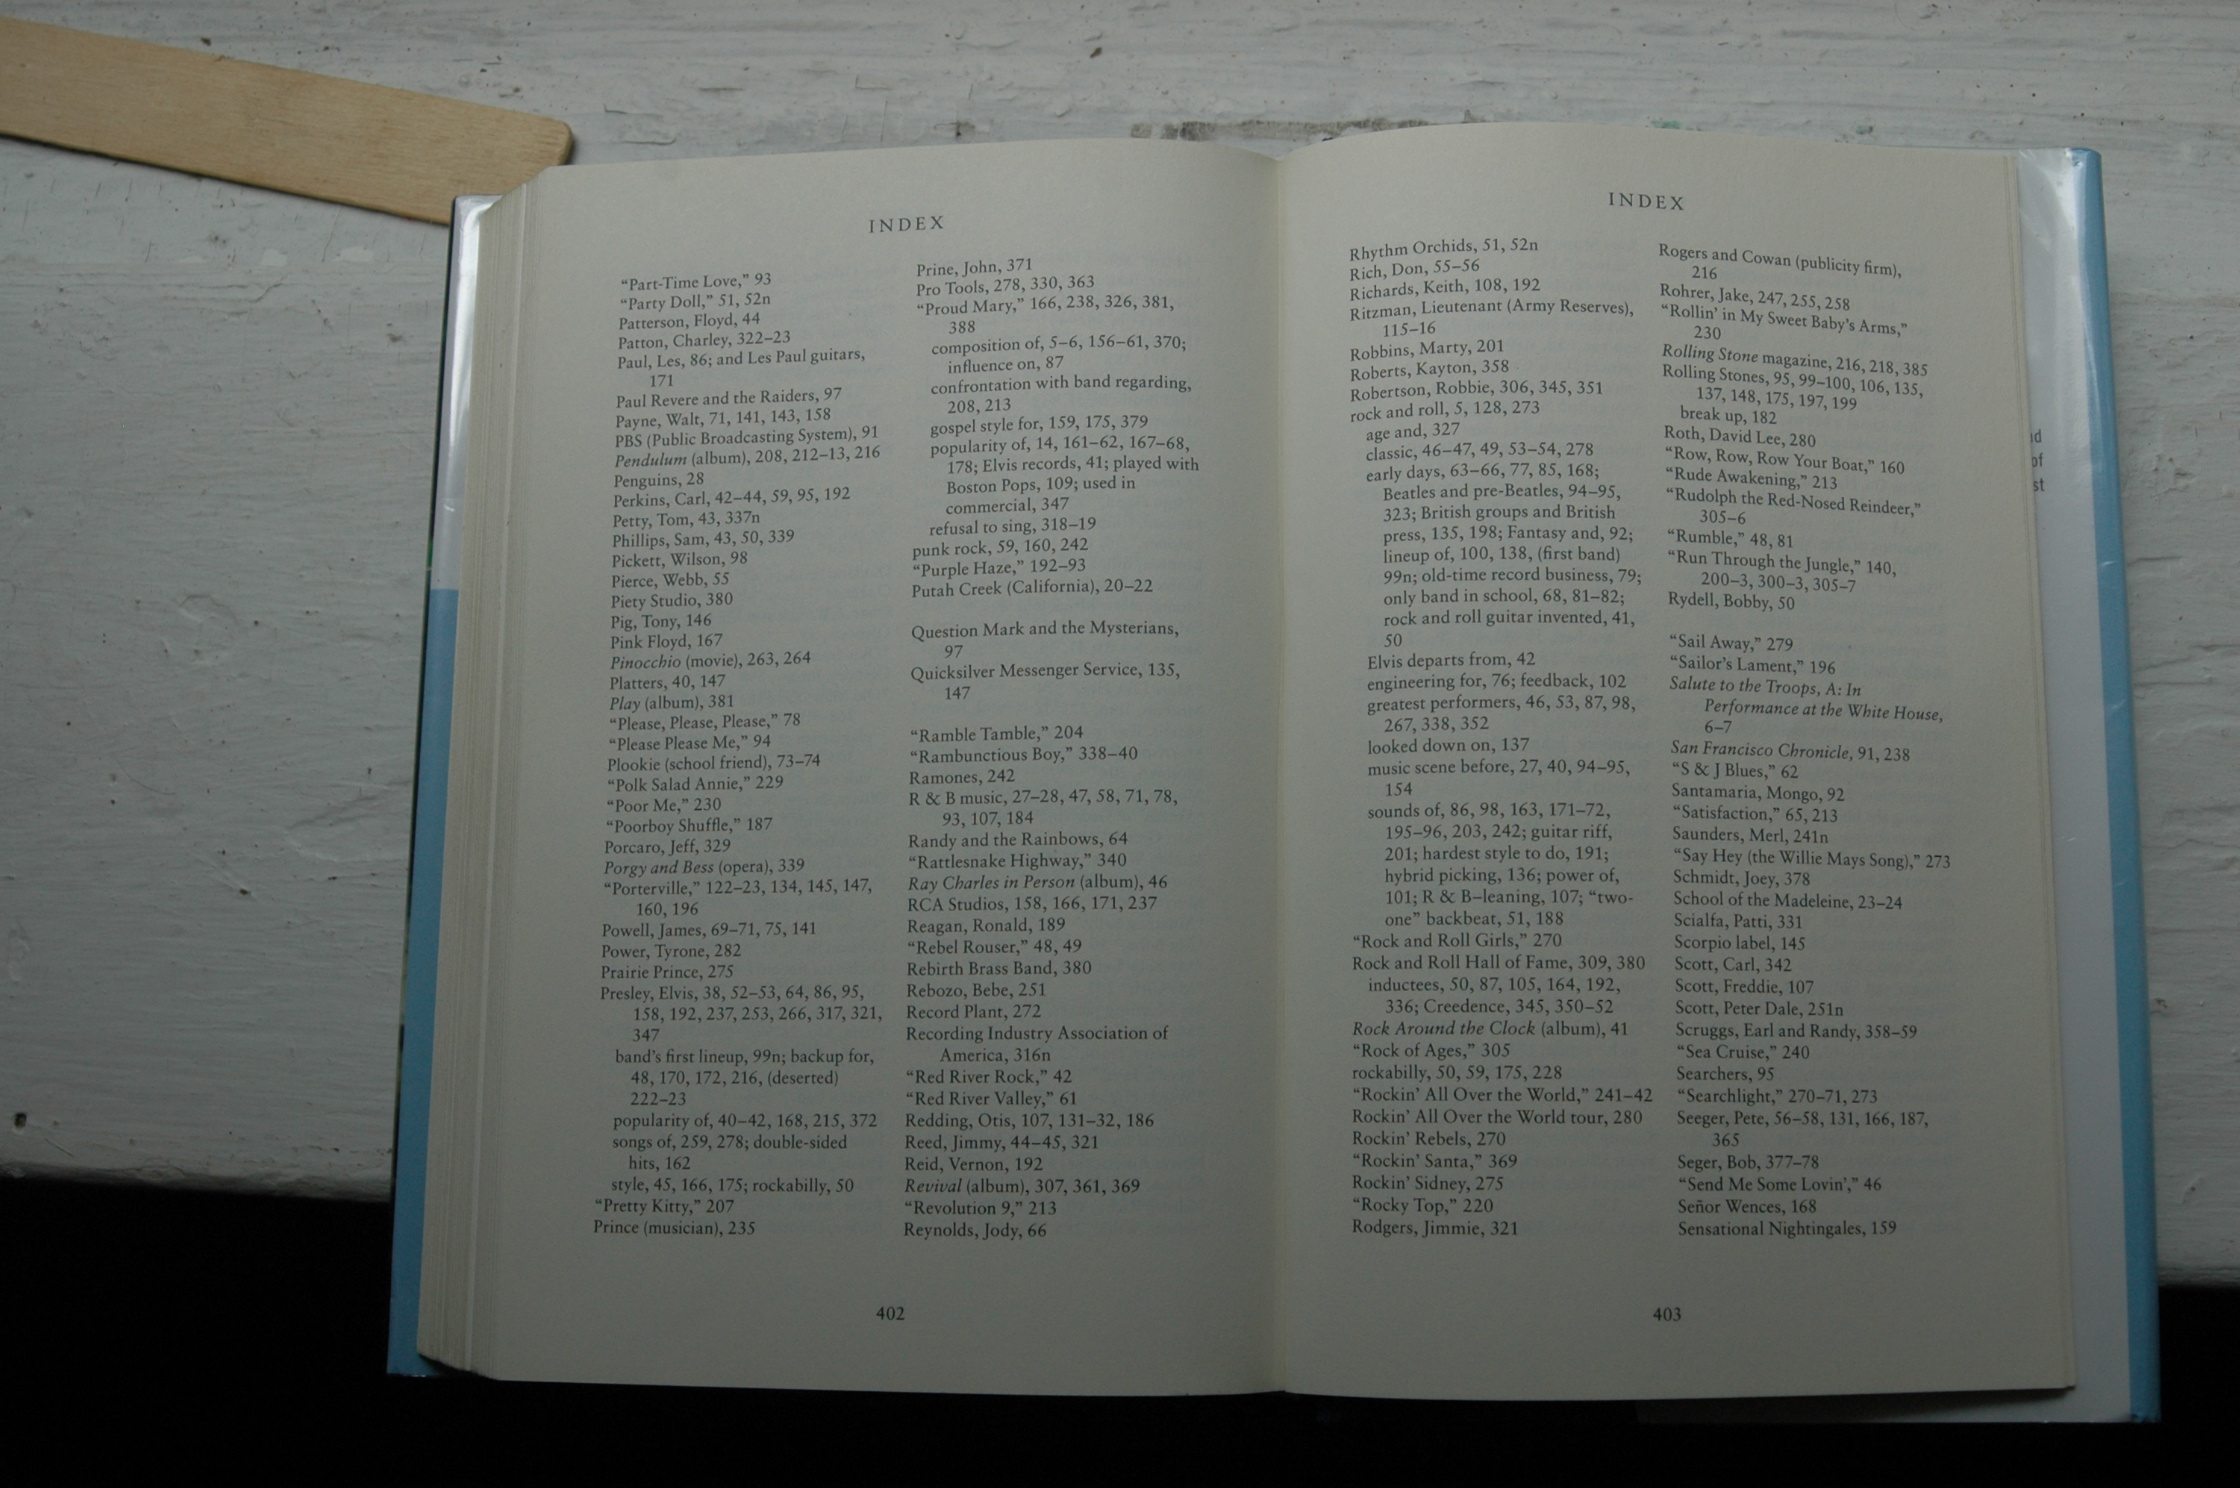 INDEX
“Part-Time Love,” 93
“Party Doll,” 51, 52n
Patterson, Floyd, 44
Patton, Charley, 322–23
Paul, Les, 86; and Les Paul guitars,
171
Paul Revere and the Raiders, 97
Payne, Walt, 71, 141, 143, 158
PBS (Public Broadcasting System), 91
Pendulum (album), 208, 212–13, 216
Penguins, 28
Perkins, Carl, 42–44, 59, 95, 192
Petty, Tom, 43, 337n
Phillips, Sam, 43, 50, 339
Pickett, Wilson, 98
Pierce, Webb, 55
Piety Studio, 380
Pig, Tony, 146
Pink Floyd, 167
Pinocchio (movie), 263, 264
Platters, 40, 147
Play (album), 381
“Please, Please, Please,” 78
“Please Please Me,” 94
Plookie (school friend), 73–74
“Polk Salad Annie,” 229
“Poor Me,” 230
“Poorboy Shuffle,” 187
Porcaro, Jeff, 329
Porgy and Bess (opera), 339
“Porterville,” 122–23, 134, 145, 147,
160, 196
Powell, James, 69–71, 75, 141
Power, Tyrone, 282
Prairie Prince, 275
Presley, Elvis, 38, 52–53, 64, 86, 95,
158, 192, 237, 253, 266, 317, 321,
347
band’s first lineup, 99n; backup for,
48, 170, 172, 216, (deserted)
222–23
popularity of, 40–42, 168, 215, 372
songs of, 259, 278; double-sided
hits, 162
style, 45, 166, 175; rockabilly, 50
“Pretty Kitty,” 207
Prince (musician), 235
Prine, John, 371
Pro Tools, 278, 330, 363
“Proud Mary,” 166, 238, 326, 381,
388
composition of, 5–6, 156–61, 370;
influence on, 87
confrontation with band regarding,
208, 213
gospel style for, 159, 175, 379
popularity of, 14, 161–62, 167–68,
178; Elvis records, 41; played with
Boston Pops, 109; used in
commercial, 347
refusal to sing, 318–19
punk rock, 59, 160, 242
“Purple Haze,” 192–93
Putah Creek (California), 20–22
Question Mark and the Mysterians,
97
Quicksilver Messenger Service, 135,
147
“Ramble Tamble,” 204
“Rambunctious Boy,” 338–40
Ramones, 242
R & B music, 27–28, 47, 58, 71, 78,
93, 107, 184
Randy and the Rainbows, 64
“Rattlesnake Highway,” 340
Ray Charles in Person (album), 46
RCA Studios, 158, 166, 171, 237
Reagan, Ronald, 189
“Rebel Rouser,” 48, 49
Rebirth Brass Band, 380
Rebozo, Bebe, 251
Record Plant, 272
Recording Industry Association of
America, 316n
“Red River Rock,” 42
“Red River Valley,” 61
Redding, Otis, 107, 131–32, 186
Reed, Jimmy, 44–45, 321
Reid, Vernon, 192
Revival (album), 307, 361, 369
“Revolution 9,” 213
Reynolds, Jody, 66
402
INDEX
Rhythm Orchids, 51, 52n
Rich, Don, 55–56
Richards, Keith, 108, 192
Ritzman, Lieutenant (Army Reserves),
115–16
Robbins, Marty, 201
Roberts, Kayton, 358
Robertson, Robbie, 306, 345, 351
rock and roll, 5, 128, 273
age and, 327
classic, 46–47, 49, 53–54, 278
early days, 63–66, 77, 85, 168;
Beatles and pre-Beatles, 94–95,
323; British groups and British
press, 135, 198; Fantasy and, 92;
lineup of, 100, 138, (first band)
99n; old-time record business, 79;
only band in school, 68, 81–82;
rock and roll guitar invented, 41,
50
Elvis departs from, 42
engineering for, 76; feedback, 102
greatest performers, 46, 53, 87, 98,
267, 338, 352
looked down on, 137
music scene before, 27, 40, 94–95,
154
sounds of, 86, 98, 163, 171–72,
195–96, 203, 242; guitar riff,
201; hardest style to do, 191;
hybrid picking, 136; power of,
101; R & B–leaning, 107; “two-
one” backbeat, 51, 188
“Rock and Roll Girls,” 270
Rock and Roll Hall of Fame, 309, 380
inductees, 50, 87, 105, 164, 192,
336; Creedence, 345, 350–52
Rock Around the Clock (album), 41
“Rock of Ages,” 305
rockabilly, 50, 59, 175, 228
“Rockin’ All Over the World,” 241–42
Rockin’ All Over the World tour, 280
Rockin’ Rebels, 270
“Rockin’ Santa,” 369
Rockin’ Sidney, 275
“Rocky Top,” 220
Rodgers, Jimmie, 321
Rogers and Cowan (publicity firm),
216
Rohrer, Jake, 247, 255, 258
“Rollin’ in My Sweet Baby’s Arms,”
230
Rolling Stone magazine, 216, 218, 385
Rolling Stones, 95, 99–100, 106, 135,
137, 148, 175, 197, 199
break up, 182
Roth, David Lee, 280
“Row, Row, Row Your Boat,” 160
“Rude Awakening,” 213
“Rudolph the Red-Nosed Reindeer,”
305–6
“Rumble,” 48, 81
“Run Through the Jungle,” 140,
200–3, 300–3, 305–7
Rydell, Bobby, 50
“Sail Away,” 279
“Sailor’s Lament,” 196
Salute to the Troops, A: In
Performance at the White House,
6–7
San Francisco Chronicle, 91, 238
“S & J Blues,” 62
Santamaria, Mongo, 92
“Satisfaction,” 65, 213
Saunders, Merl, 241n
“Say Hey (the Willie Mays Song),” 273
Schmidt, Joey, 378
School of the Madeleine, 23–24
Scialfa, Patti, 331
Scorpio label, 145
Scott, Carl, 342
Scott, Freddie, 107
Scott, Peter Dale, 251n
Scruggs, Earl and Randy, 358–59
“Sea Cruise,” 240
Searchers, 95
“Searchlight,” 270–71, 273
Seeger, Pete, 56–58, 131, 166, 187,
365
Seger, Bob, 377–78
“Send Me Some Lovin’,” 46
Señor Wences, 168
Sensational Nightingales, 159
403